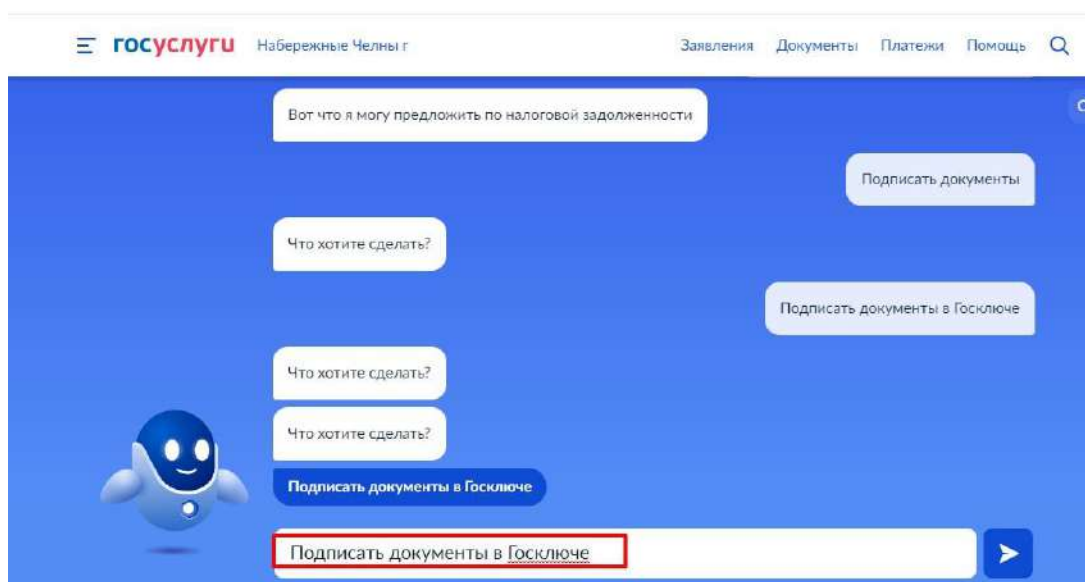 госуслуги Набережные Челны г Заявления Документы Платежи Помощь
Вот что я могу предложить по налоговой задолженности
Подписать документы
Что хотите сделать?
Подписать документы в Госключе
Что хотите сделать?
Что хотите сделать?
Подписать документы в Госключе
Подписать документы в Госключе